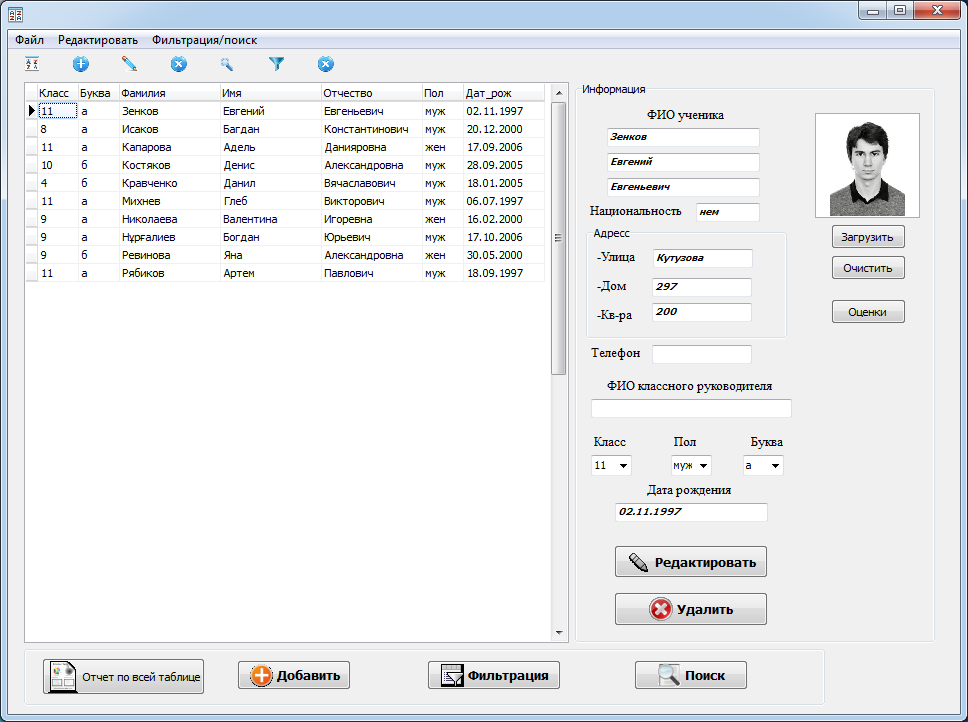 Файл Редактировать Фильтрация/поиск
Класс Буква Фамилия Имя Отчество Пол Дат_рож
11 а Зенков Евгений Евгеньевич муж 02.11.1997
8 а Исаков Багдан Константинович муж 20.12.2000
11 а Капарова Адель Данияровна жен 17.09.2006
10 б Костяков Денис Александровна муж 28.09.2005
4 б Кравченко Данил Вячаславович муж 18.01.2005
11 а Михнев Глеб Викторович муж 06.07.1997
9 а Николаева Валентина Игоревна жен 16.02.2000
9 а Нұрғалиев Богдан Юрьевич муж 17.10.2006
9 б Ревинова Яна Александровна жен 30.05.2000
11 а Рябиков Артем Павлович муж 18.09.1997
Информация
ФИО ученика
Зенков
Евгений
Евгеньевич
Национальность нем
Адресс
-Улица Кутузова
-Дом 297
-Кв-ра 200
Телефон
ФИО классного руководителя
Класс Пол Буква
11 муж а
Дата рождения
02.11.1997
Редактировать
Удалить
Загрузить
Очистить
Оценки
Отчет по всей таблице Добавить Фильтрация Поиск